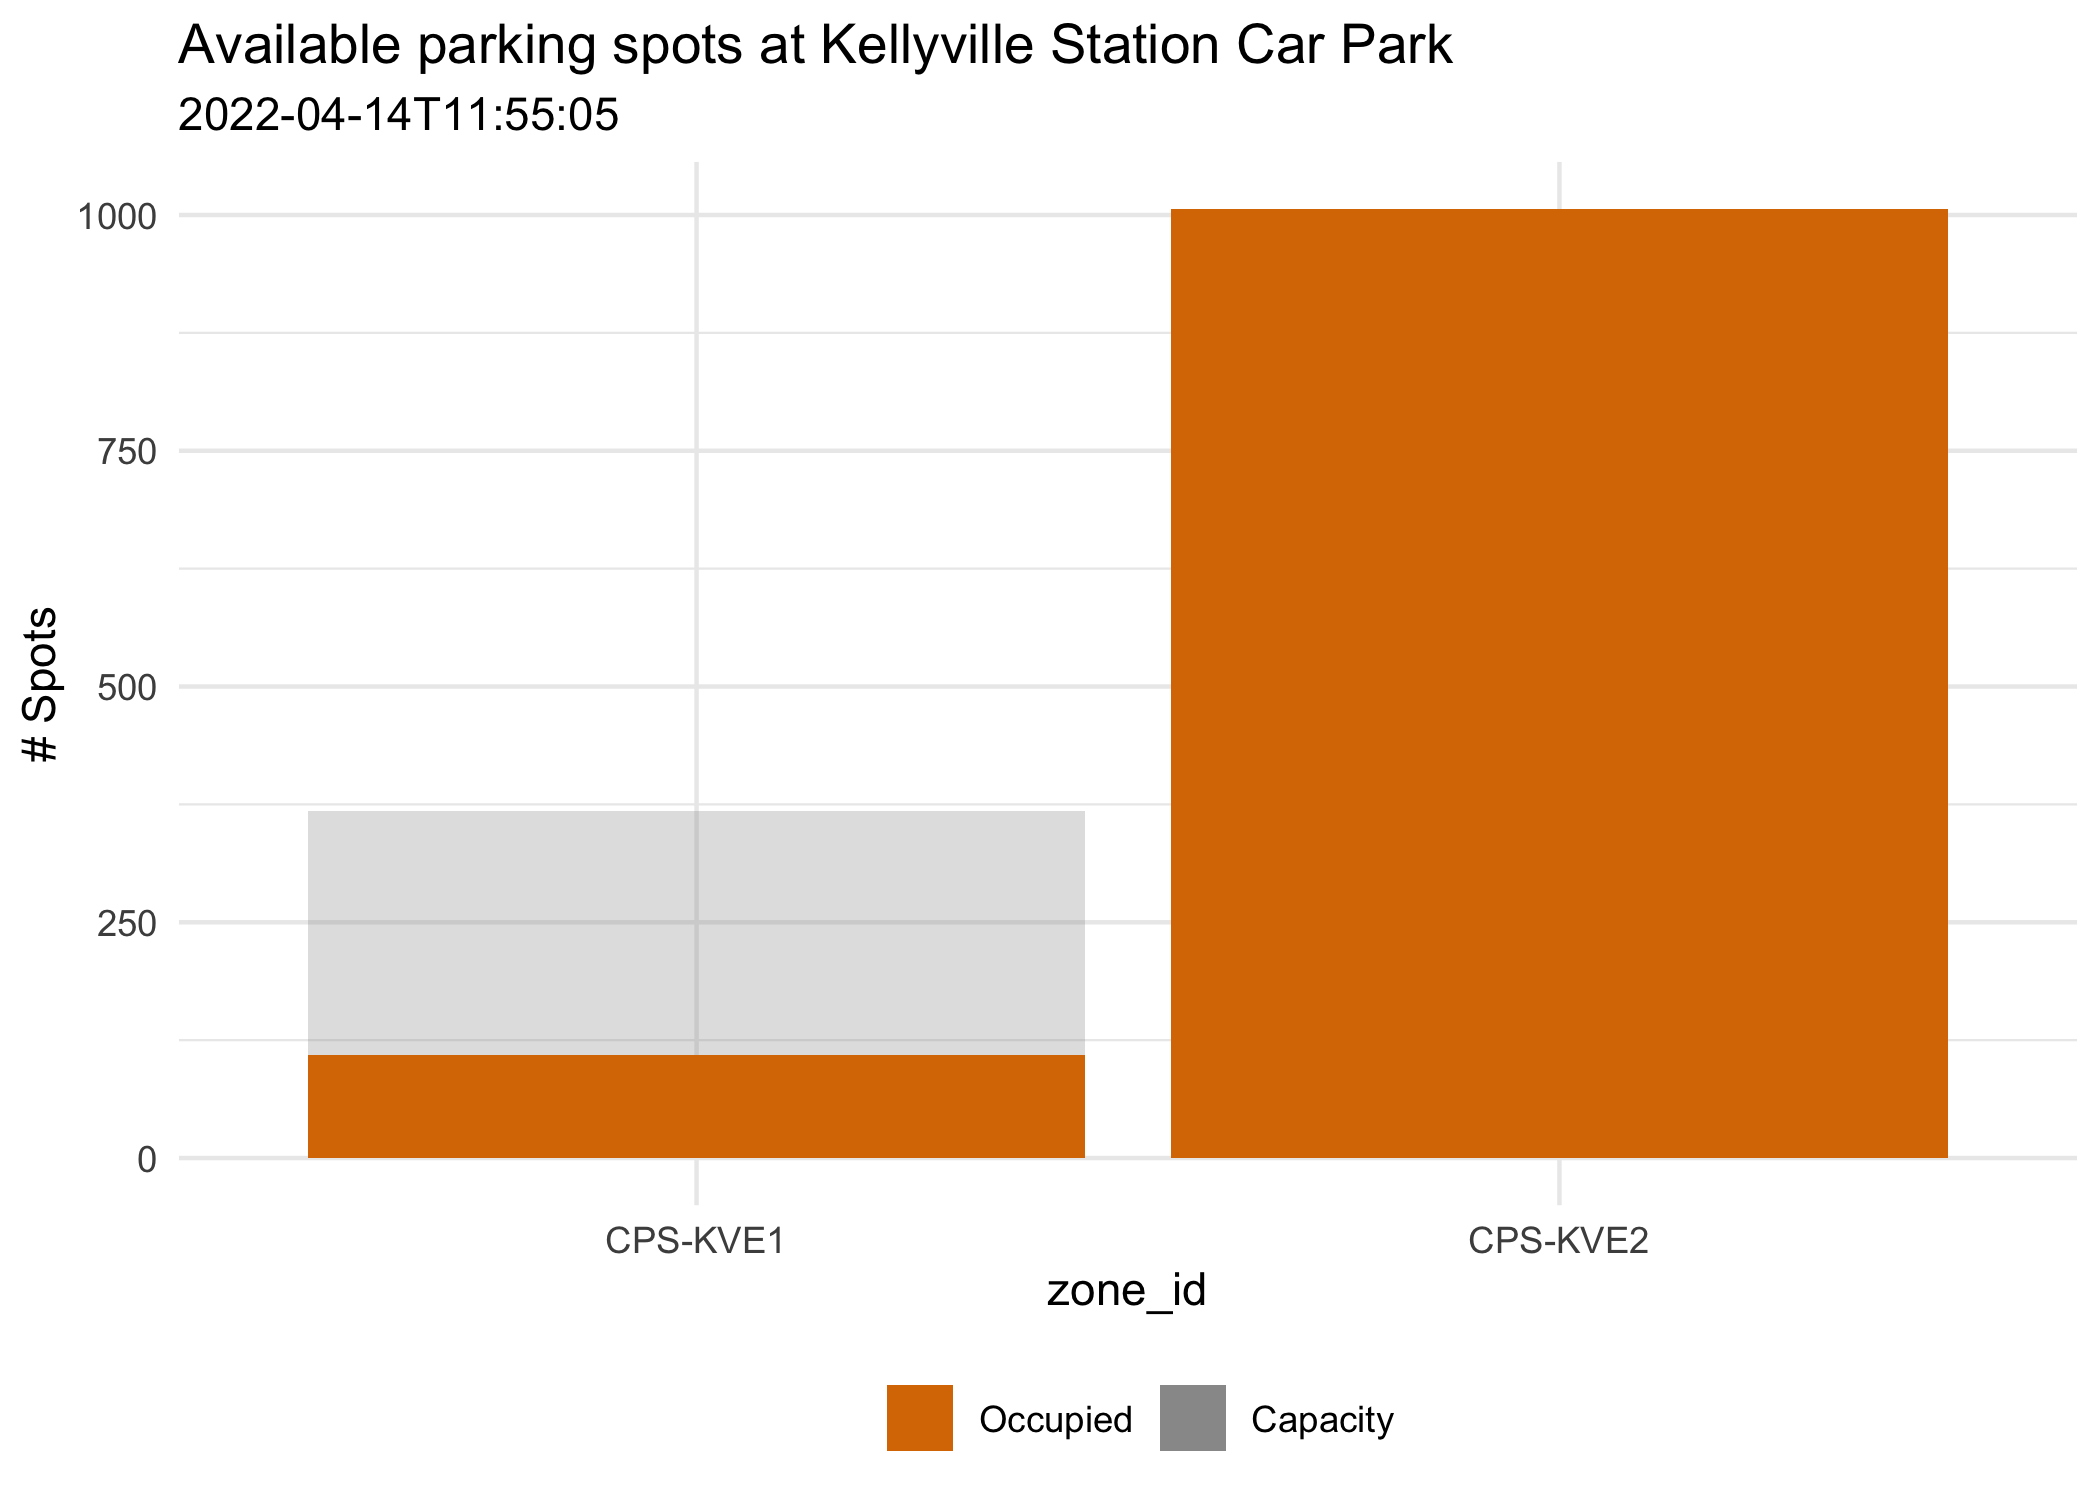 Available parking spots at Kellyville Station Car Park
2022-04-14T11:55:05
1000
750
500
250
0
# Spots
CPS-KVE1
CPS-KVE2
zone_id
Occupied
Capacity